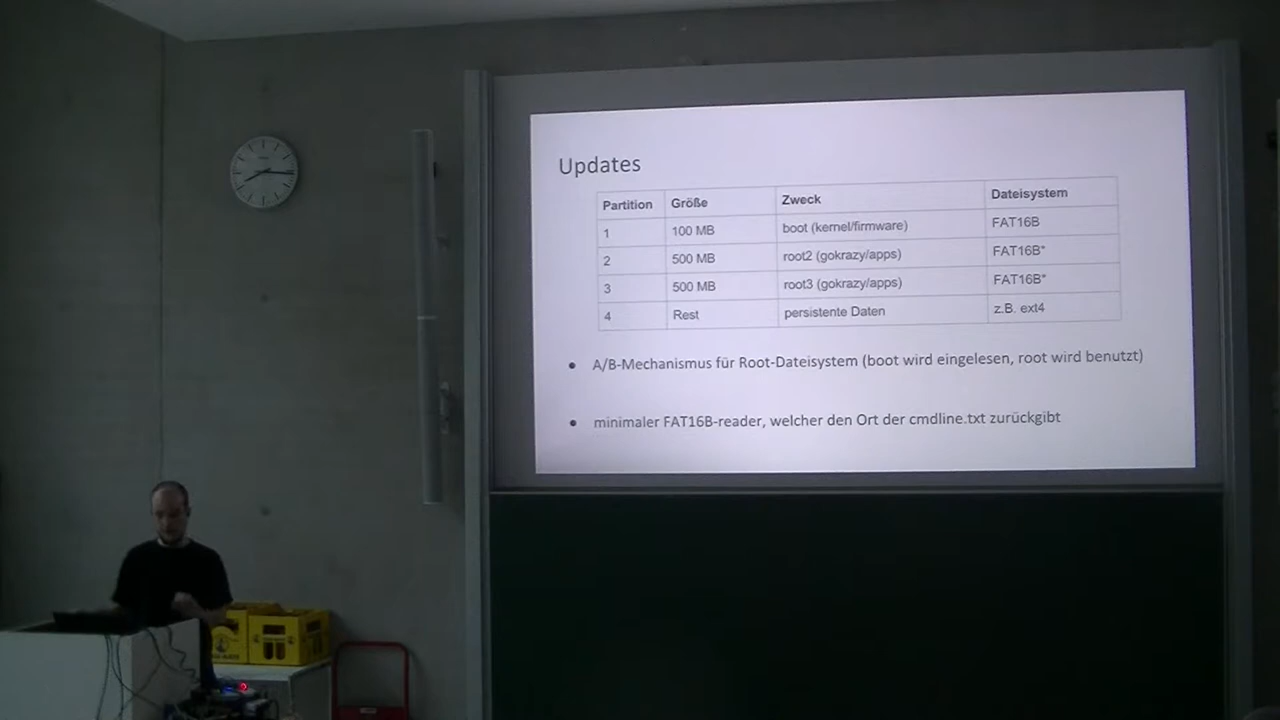 Updates
Partition Größe Zweck Dateisystem
1 100 MB boot (kernel/firmware) FAT16B
2 500 MB root2 (gokrazy/apps) FAT16B*
3 500 MB root3 (gokrazy/apps) FAT16B*
4 Rest persistente Daten z.B. ext4
• A/B-Mechanismus für Root-Dateisystem (boot wird eingelesen, root wird benutzt)
• minimaler FAT16B-reader, welcher den Ort der cmdline.txt zurückgibt